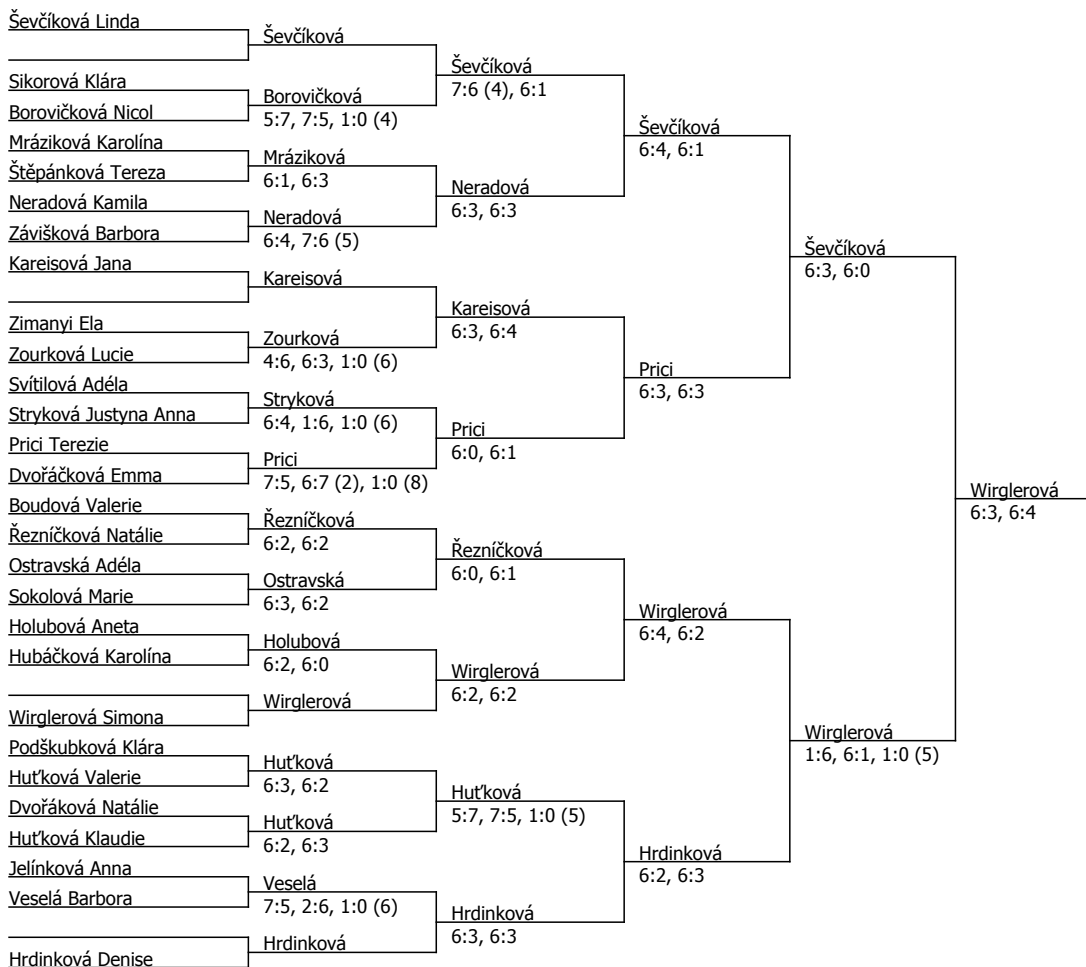 Ševčíková Linda
Ševčíková
Ševčíková
7:6 (4), 6:1
Sikorová Klára
Borovičková Nicol
Borovičková
5:7, 7:5, 1:0 (4)
Ševčíková
6:4, 6:1
Mráziková Karolína
Štěpánková Tereza
Mráziková
6:1, 6:3
Neradová
6:3, 6:3
Neradová Kamila
Závišková Barbora
Neradová
6:4, 7:6 (5)
Ševčíková
6:3, 6:0
Kareisová Jana
Kareisová
Kareisová
6:3, 6:4
Zimanyi Ela
Zourková Lucie
Zourková
4:6, 6:3, 1:0 (6)
Prici
6:3, 6:3
Svítilová Adéla
Stryková Justyna Anna
Stryková
6:4, 1:6, 1:0 (6)
Prici
6:0, 6:1
Prici Terezie
Dvořáčková Emma
Prici
7:5, 6:7 (2), 1:0 (8)
Wirglerová
6:3, 6:4
Boudová Valerie
Řezníčková Natálie
Řezníčková
6:2, 6:2
Řezníčková
6:0, 6:1
Ostravská Adéla
Sokolová Marie
Ostravská
6:3, 6:2
Wirglerová
6:4, 6:2
Holubová Aneta
Hubáčková Karolína
Holubová
6:2, 6:0
Wirglerová
6:2, 6:2
Wirglerová Simona
Wirglerová
Wirglerová
1:6, 6:1, 1:0 (5)
Podškubková Klára
Huťková Valerie
Huťková
6:3, 6:2
Huťková
5:7, 7:5, 1:0 (5)
Dvořáková Natálie
Huťková Klaudie
Huťková
6:2, 6:3
Hrdinková
6:2, 6:3
Jelínková Anna
Veselá Barbora
Veselá
7:5, 2:6, 1:0 (6)
Hrdinková
6:3, 6:3
Hrdinková Denise
Hrdinková